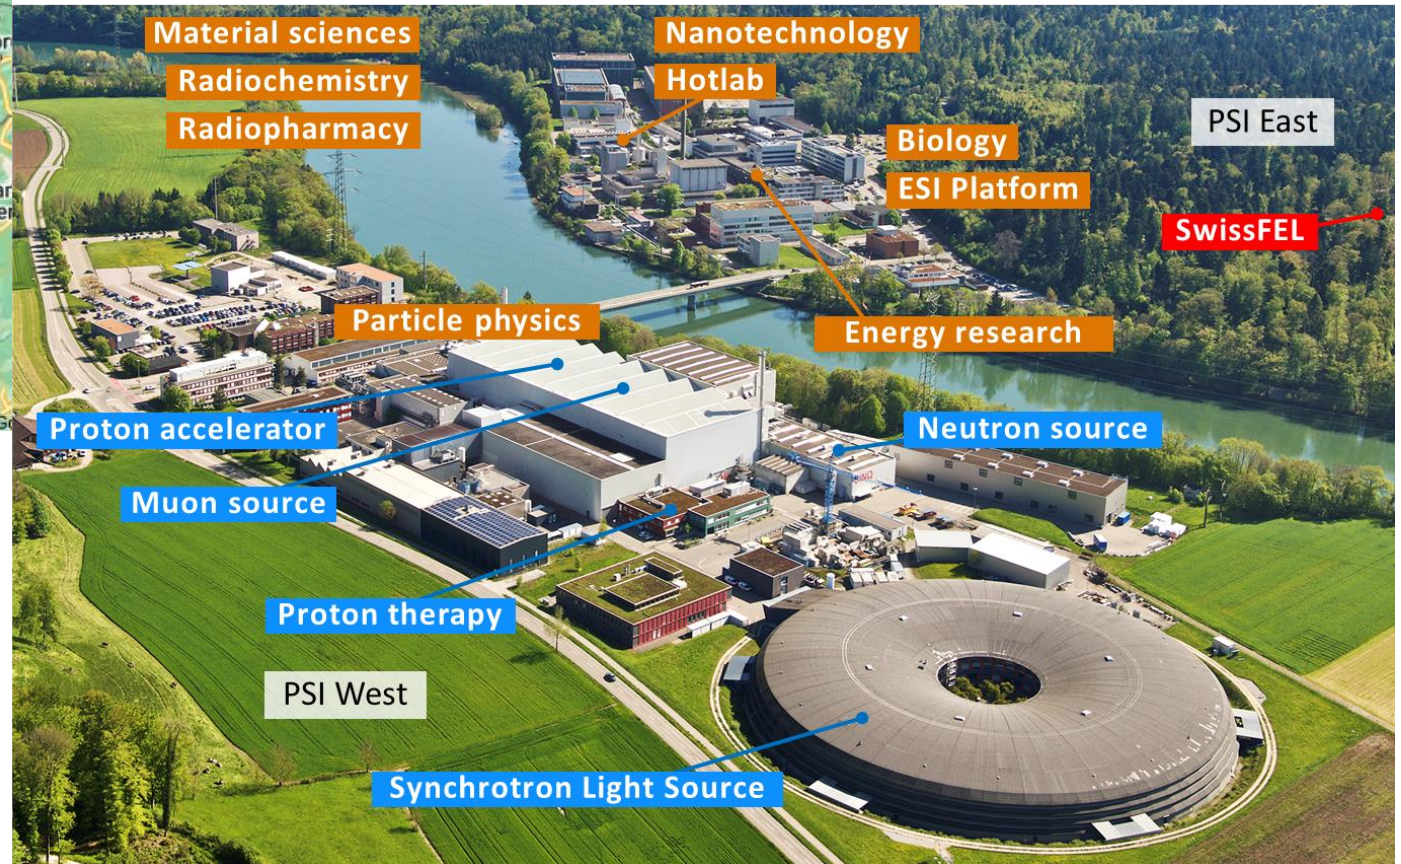 Material sciences
Radiochemistry
Radiopharmacy
Nanotechnology
Hotlab
PSI East
Biology
ESI Platform
SwissFEL
Particle physics
Energy research
Proton accelerator
Neutron source
Muon source
Proton therapy
PSI West
Synchrotron Light Source